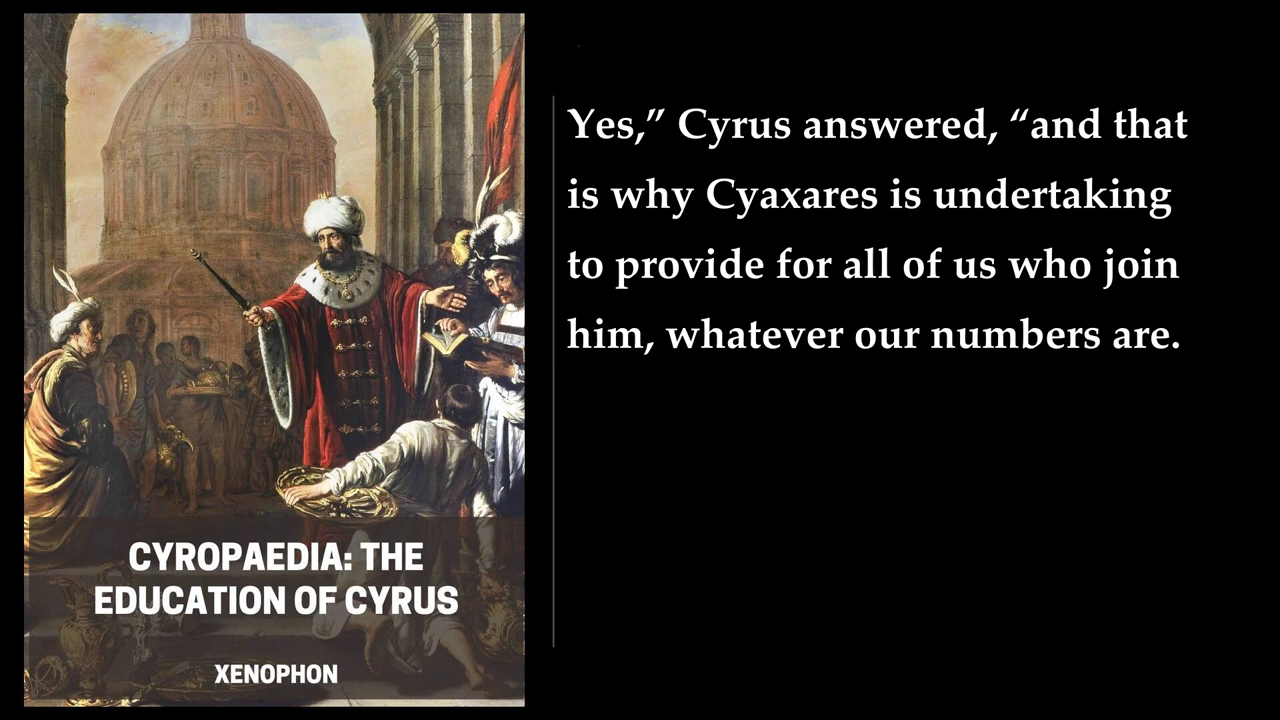 CYROPAEDIA: THE
EDUCATION OF CYRUS
XENOPHON
Yes,” Cyrus answered, “and that
is why Cyaxares is undertaking
to provide for all of us who join
him, whatever our numbers are.